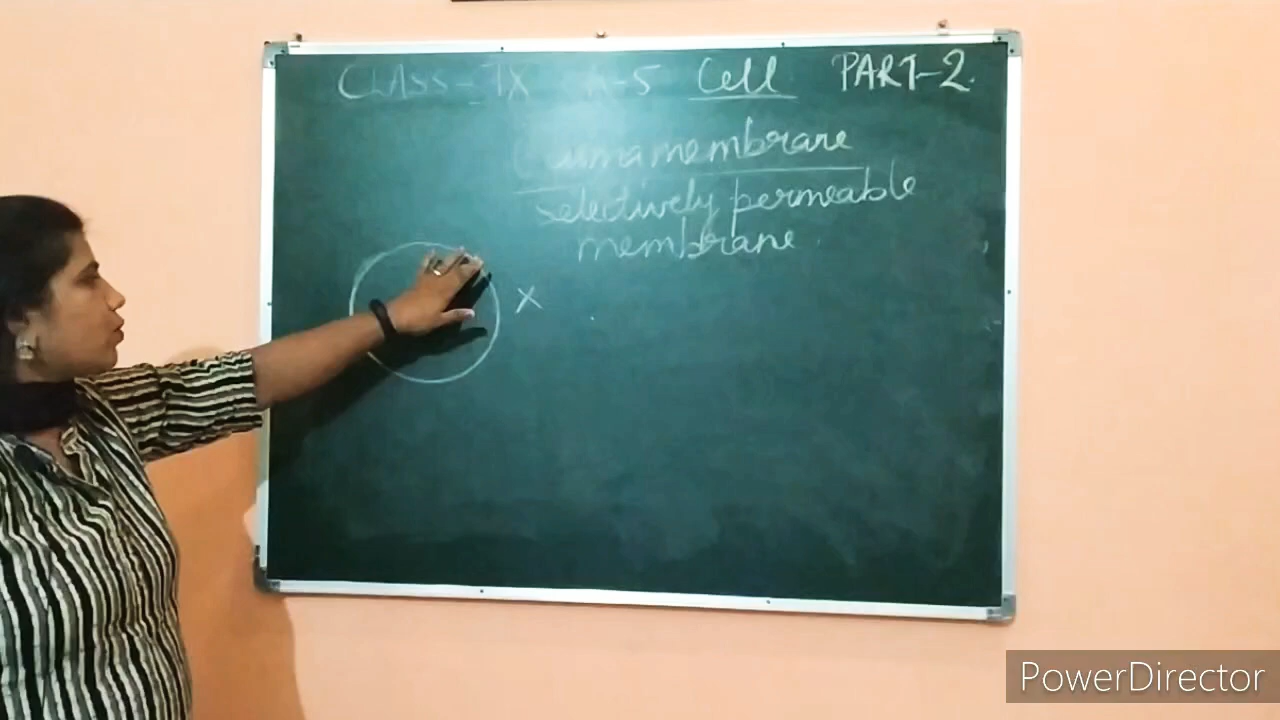 CLASS-IX CH-5 Cell PART-2.
membrane
selectively permeable
membrane
X
PowerDirector